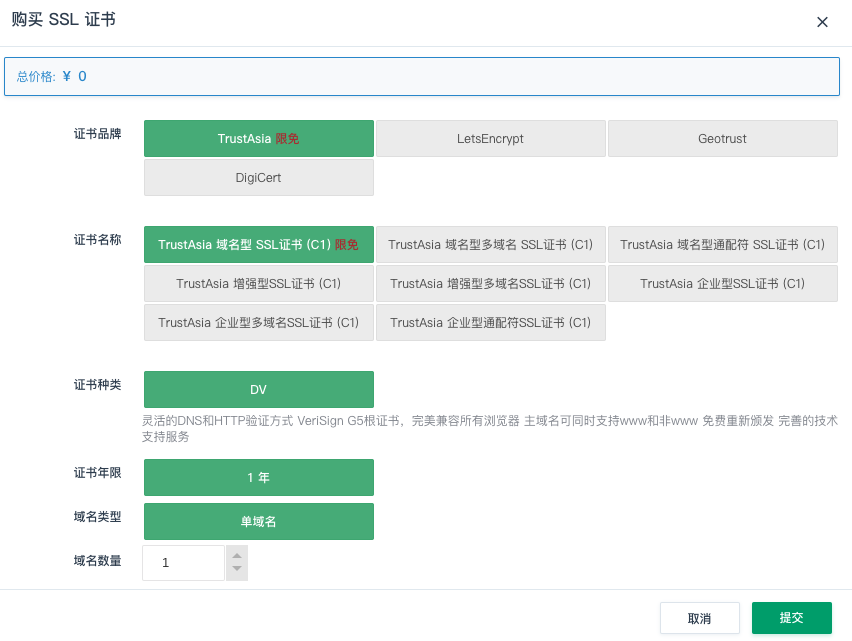 购买 SSL 证书
总价格: ¥ 0
证书品牌
TrustAsia 限免
LetsEncrypt
Geotrust
DigiCert
证书名称
TrustAsia 域名型 SSL证书 (C1) 限免
TrustAsia 域名型多域名 SSL证书 (C1)
TrustAsia 域名型通配符 SSL证书 (C1)
TrustAsia 增强型SSL证书 (C1)
TrustAsia 增强型多域名SSL证书 (C1)
TrustAsia 企业型SSL证书 (C1)
TrustAsia 企业型多域名SSL证书 (C1)
TrustAsia 企业型通配符SSL证书 (C1)
证书种类
DV
灵活的DNS和HTTP验证方式 VeriSign G5根证书，完美兼容所有浏览器 主域名可同时支持www和非www 免费重新颁发 完善的技术
支持服务
证书年限
1 年
域名类型
单域名
域名数量
1
取消
提交